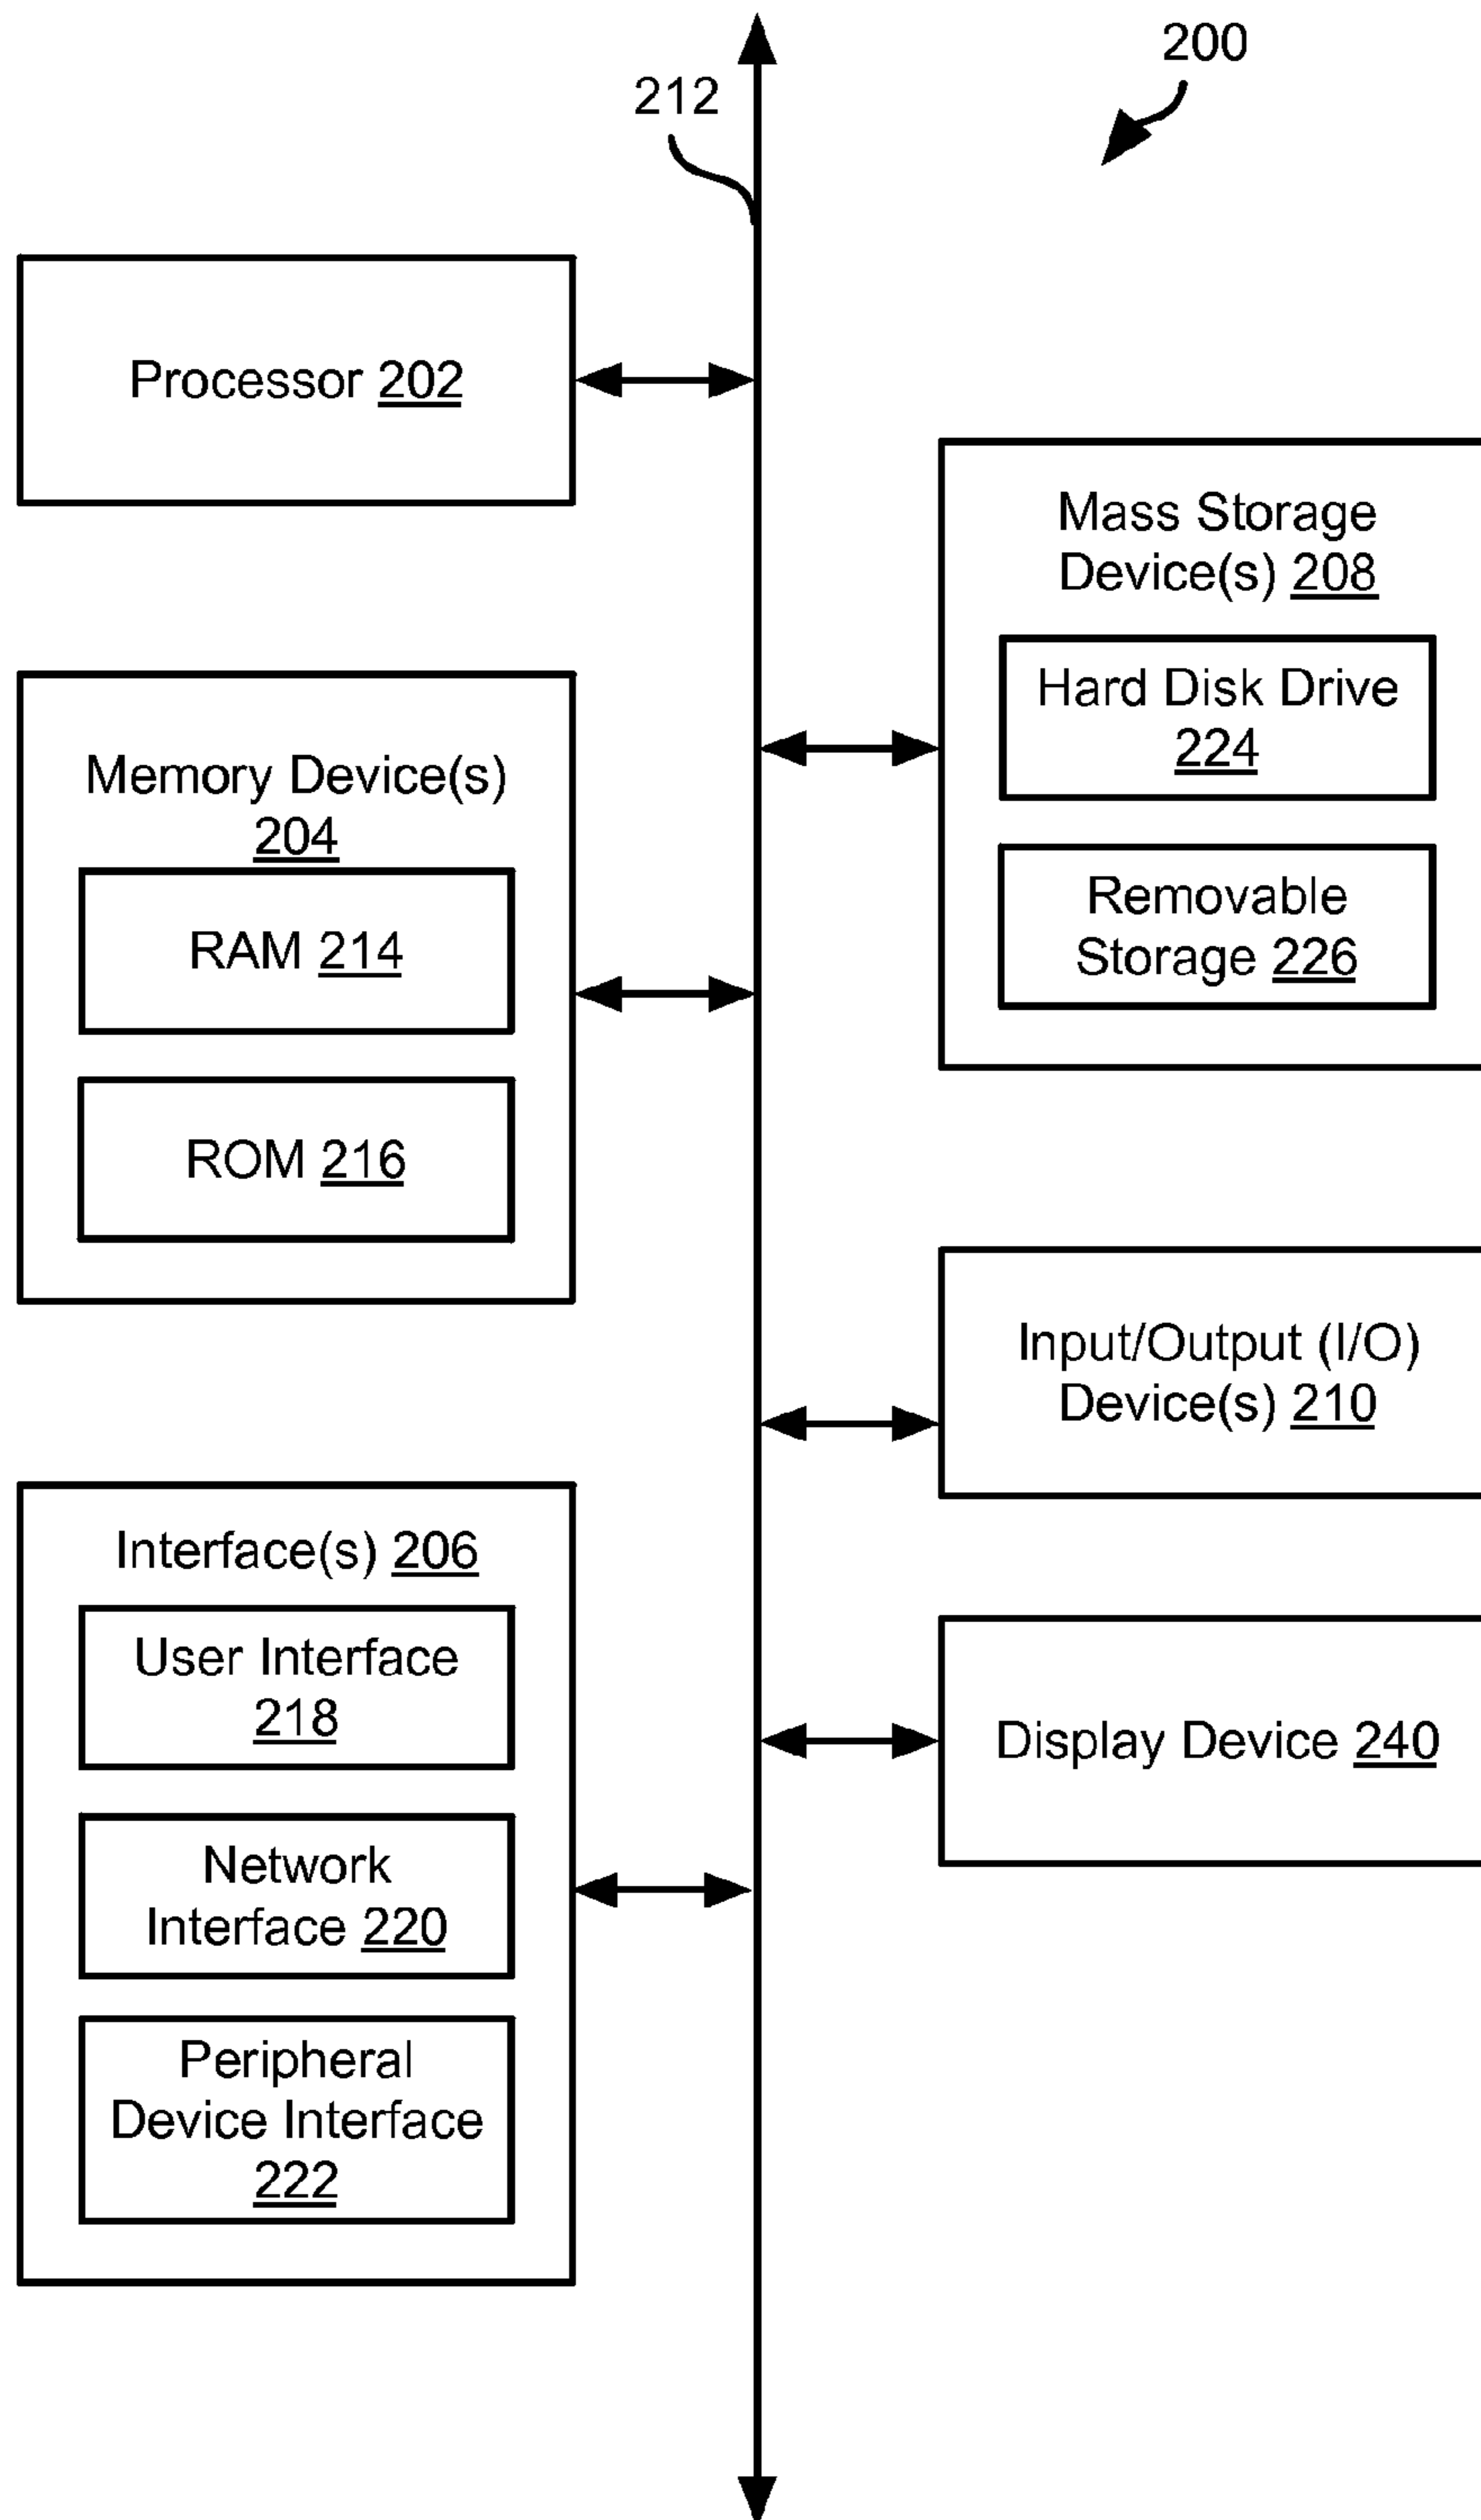 200
212
Processor 202
Mass Storage
Device(s) 208
Hard Disk Drive
224
Removable
Storage 226
Memory Device(s)
204
RAM 214
ROM 216
Input/Output (I/O)
Device(s) 210
Interface(s) 206
User Interface
218
Network
Interface 220
Peripheral
Device Interface
222
Display Device 240